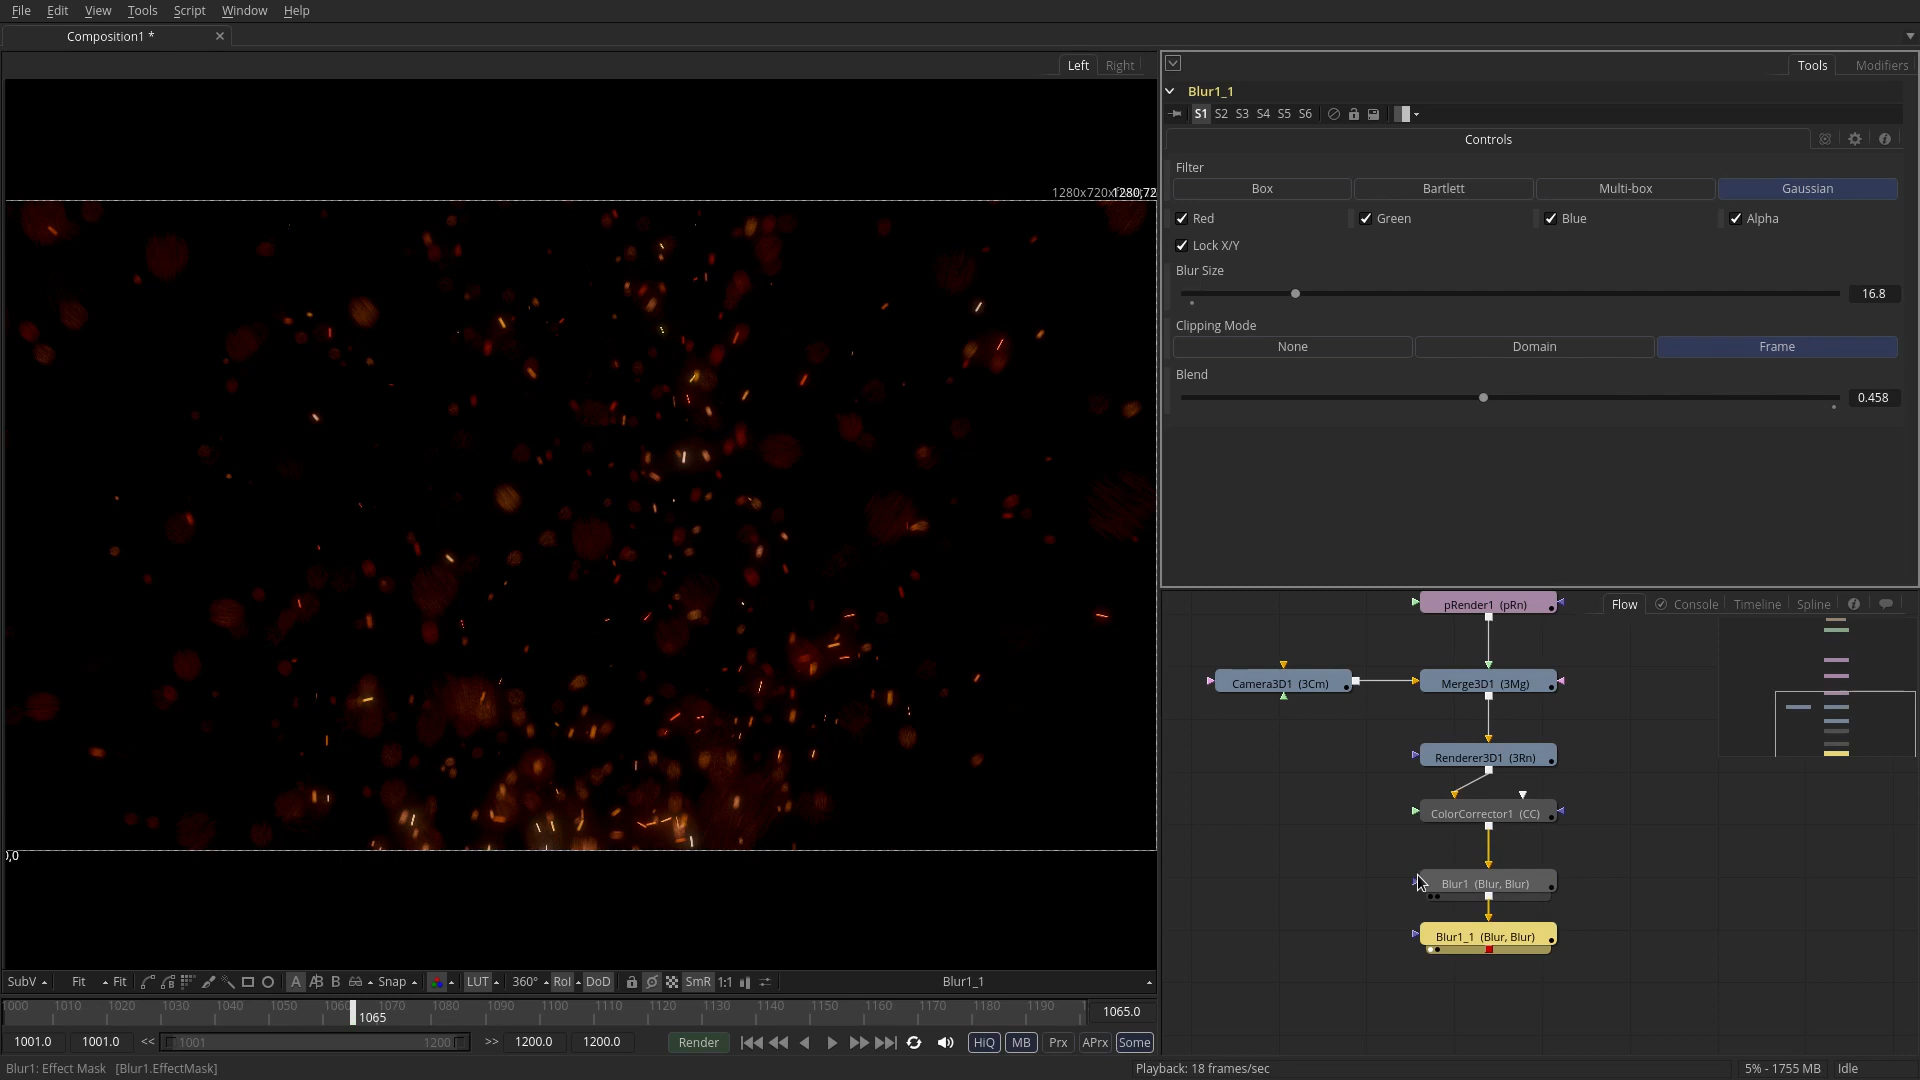 File Edit View Tools Script Window Help
Composition1 *
Left Right
1280,72
0,0
SubV Fit Fit A B Snap LUT 360° RoI DoD SmR 1:1 Blur1_1
1000 1010 1020 1030 1040 1050 1060 1070 1080 1090 1100 1110 1120 1130 1140 1150 1160 1170 1180 1190
1065
1065.0
1001.0 1001.0 << 1001 1200 >> 1200.0 1200.0 Render HiQ MB Prx APrx Some
Blur1: Effect Mask [Blur1.EffectMask]
Playback: 18 frames/sec 5% - 1755 MB Idle
Tools Modifiers
Blur1_1
S1 S2 S3 S4 S5 S6
Controls
Filter
Box Bartlett Multi-box Gaussian
Red Green Blue Alpha
Lock X/Y
Blur Size
16.8
Clipping Mode
None Domain Frame
Blend
0.458
Flow Console Timeline Spline
pRender1 (pRn)
Camera3D1 (3Cm) Merge3D1 (3Mg)
Renderer3D1 (3Rn)
ColorCorrector1 (CC)
Blur1 (Blur, Blur)
Blur1_1 (Blur, Blur)